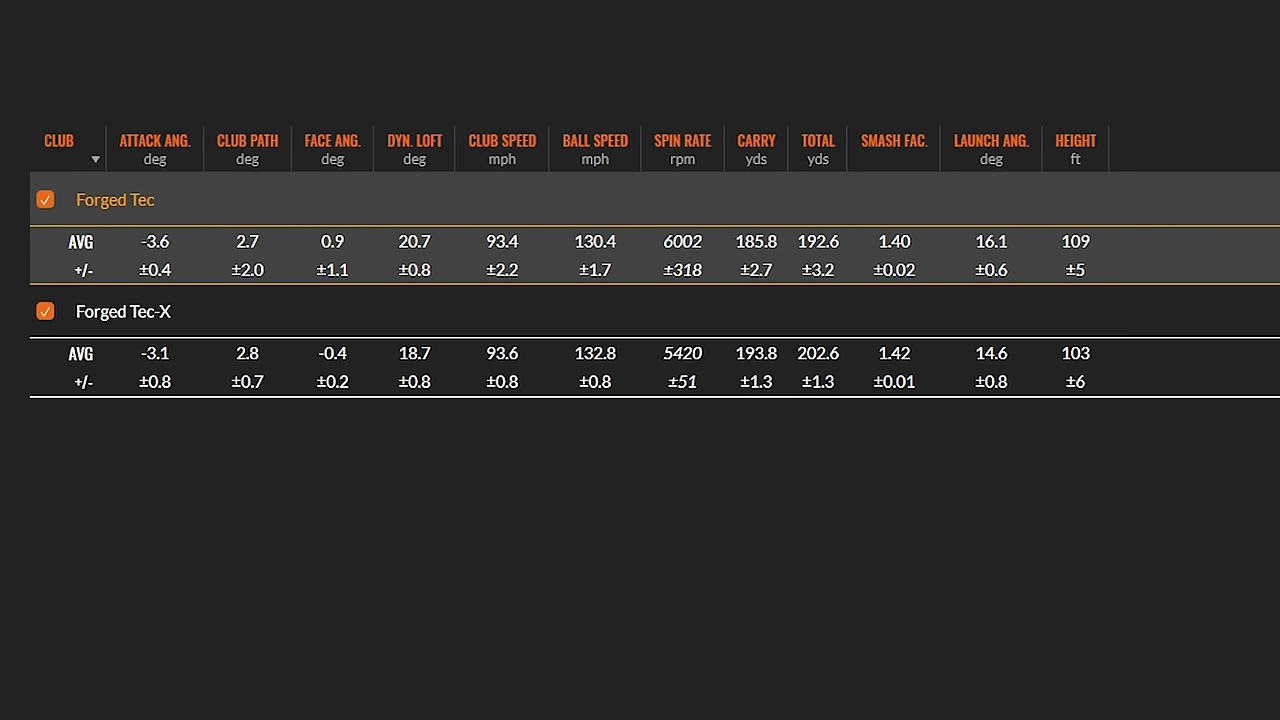 CLUB ATTACK ANG. CLUB PATH FACE ANG. DYN. LOFT CLUB SPEED BALL SPEED SPIN RATE CARRY TOTAL SMASH FAC. LAUNCH ANG. HEIGHT
deg deg deg deg mph mph rpm yds yds deg ft
Forged Tec
AVG -3.6 2.7 0.9 20.7 93.4 130.4 6002 185.8 192.6 1.40 16.1 109
+/- ±0.4 ±2.0 ±1.1 ±0.8 ±2.2 ±1.7 ±318 ±2.7 ±3.2 ±0.02 ±0.6 ±5
Forged Tec-X
AVG -3.1 2.8 -0.4 18.7 93.6 132.8 5420 193.8 202.6 1.42 14.6 103
+/- ±0.8 ±0.7 ±0.2 ±0.8 ±0.8 ±0.8 ±51 ±1.3 ±1.3 ±0.01 ±0.8 ±6